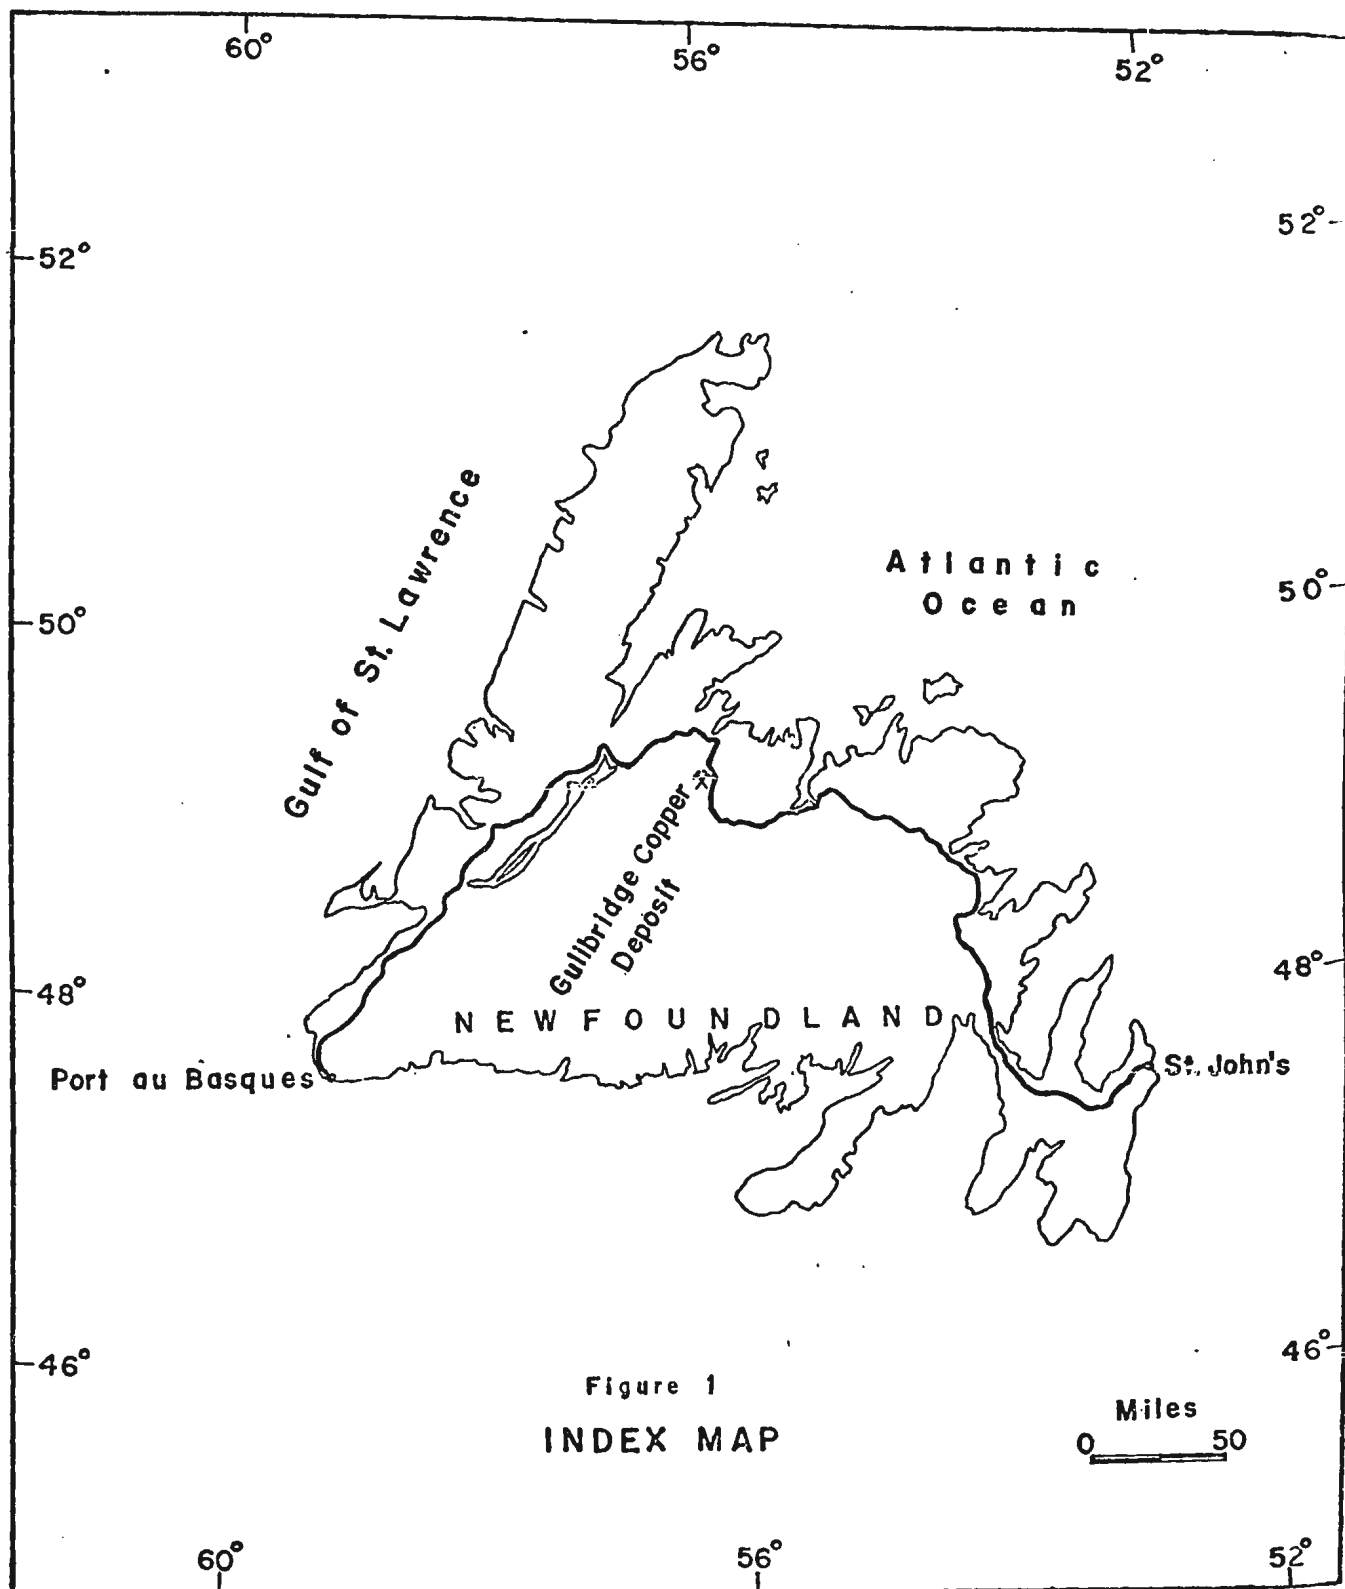 60°
56°
52°
52°
52°
Gulf of St. Lawrence
Atlantic
Ocean
50°
50°
Gullbridge Copper
Deposit
48°
48°
NEWFOUNDLAND
Port au Basques
St. John's
46°
46°
Figure 1
INDEX MAP
Miles
0 50
60°
56°
52°